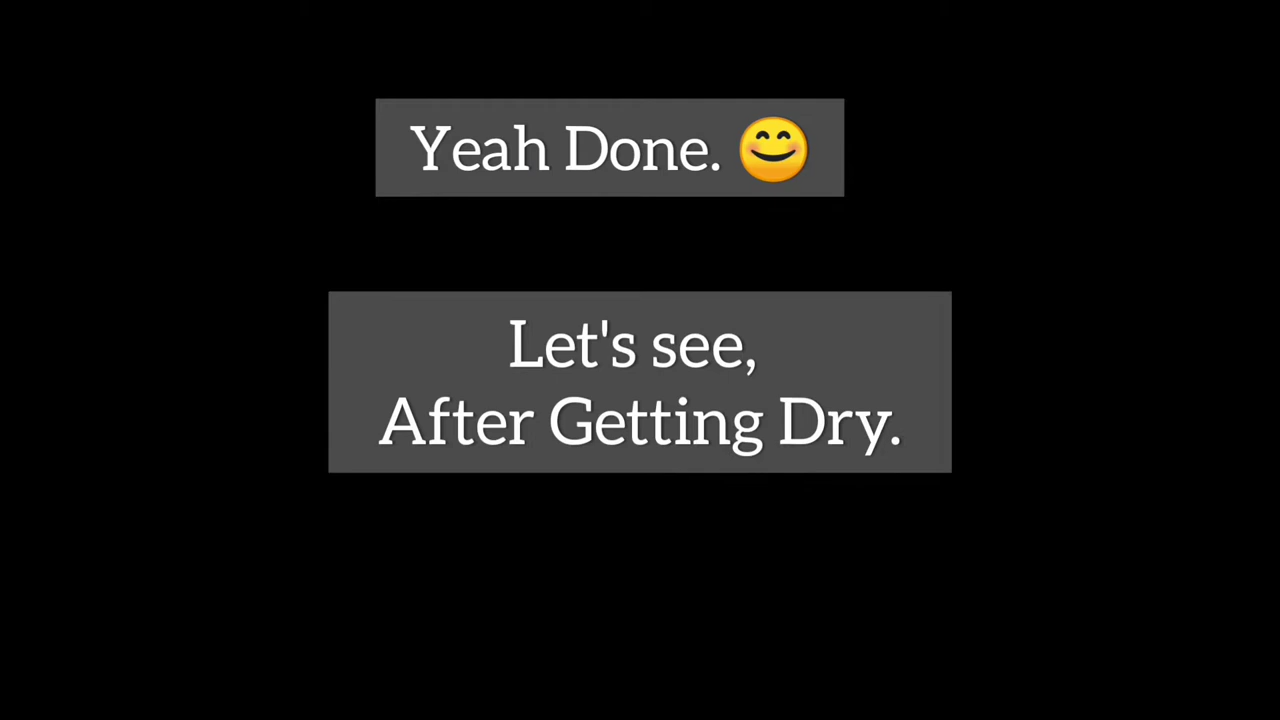 Yeah Done. 😊
Let's see,
After Getting Dry.